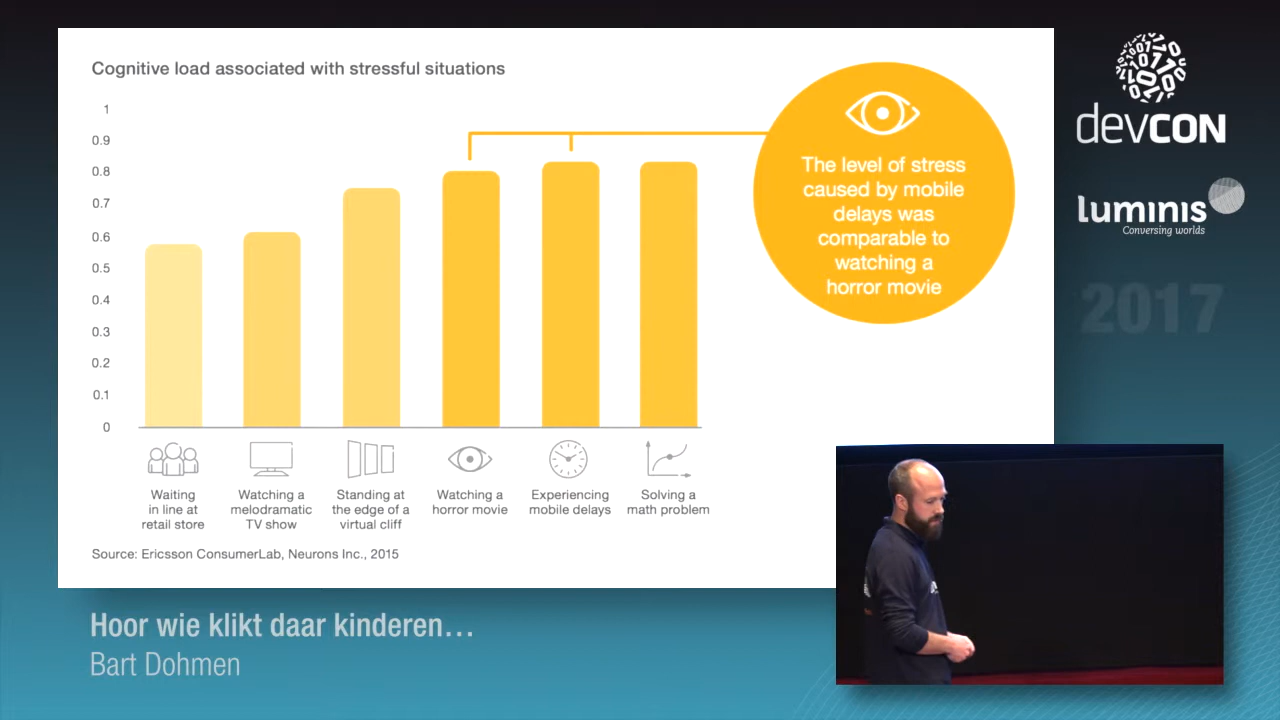 Cognitive load associated with stressful situations
1
0.9
0.8
0.7
0.6
0.5
0.4
0.3
0.2
0.1
0
Waiting
in line at
retail store
Watching a
melodramatic
TV show
Standing at
the edge of a
virtual cliff
Watching a
horror movie
Experiencing
mobile delays
Solving a
math problem
Source: Ericsson ConsumerLab, Neurons Inc., 2015
The level of stress
caused by mobile
delays was
comparable to
watching a
horror movie
devCON
luminis
Conversing worlds
2017
Hoor wie klikt daar kinderen…
Bart Dohmen